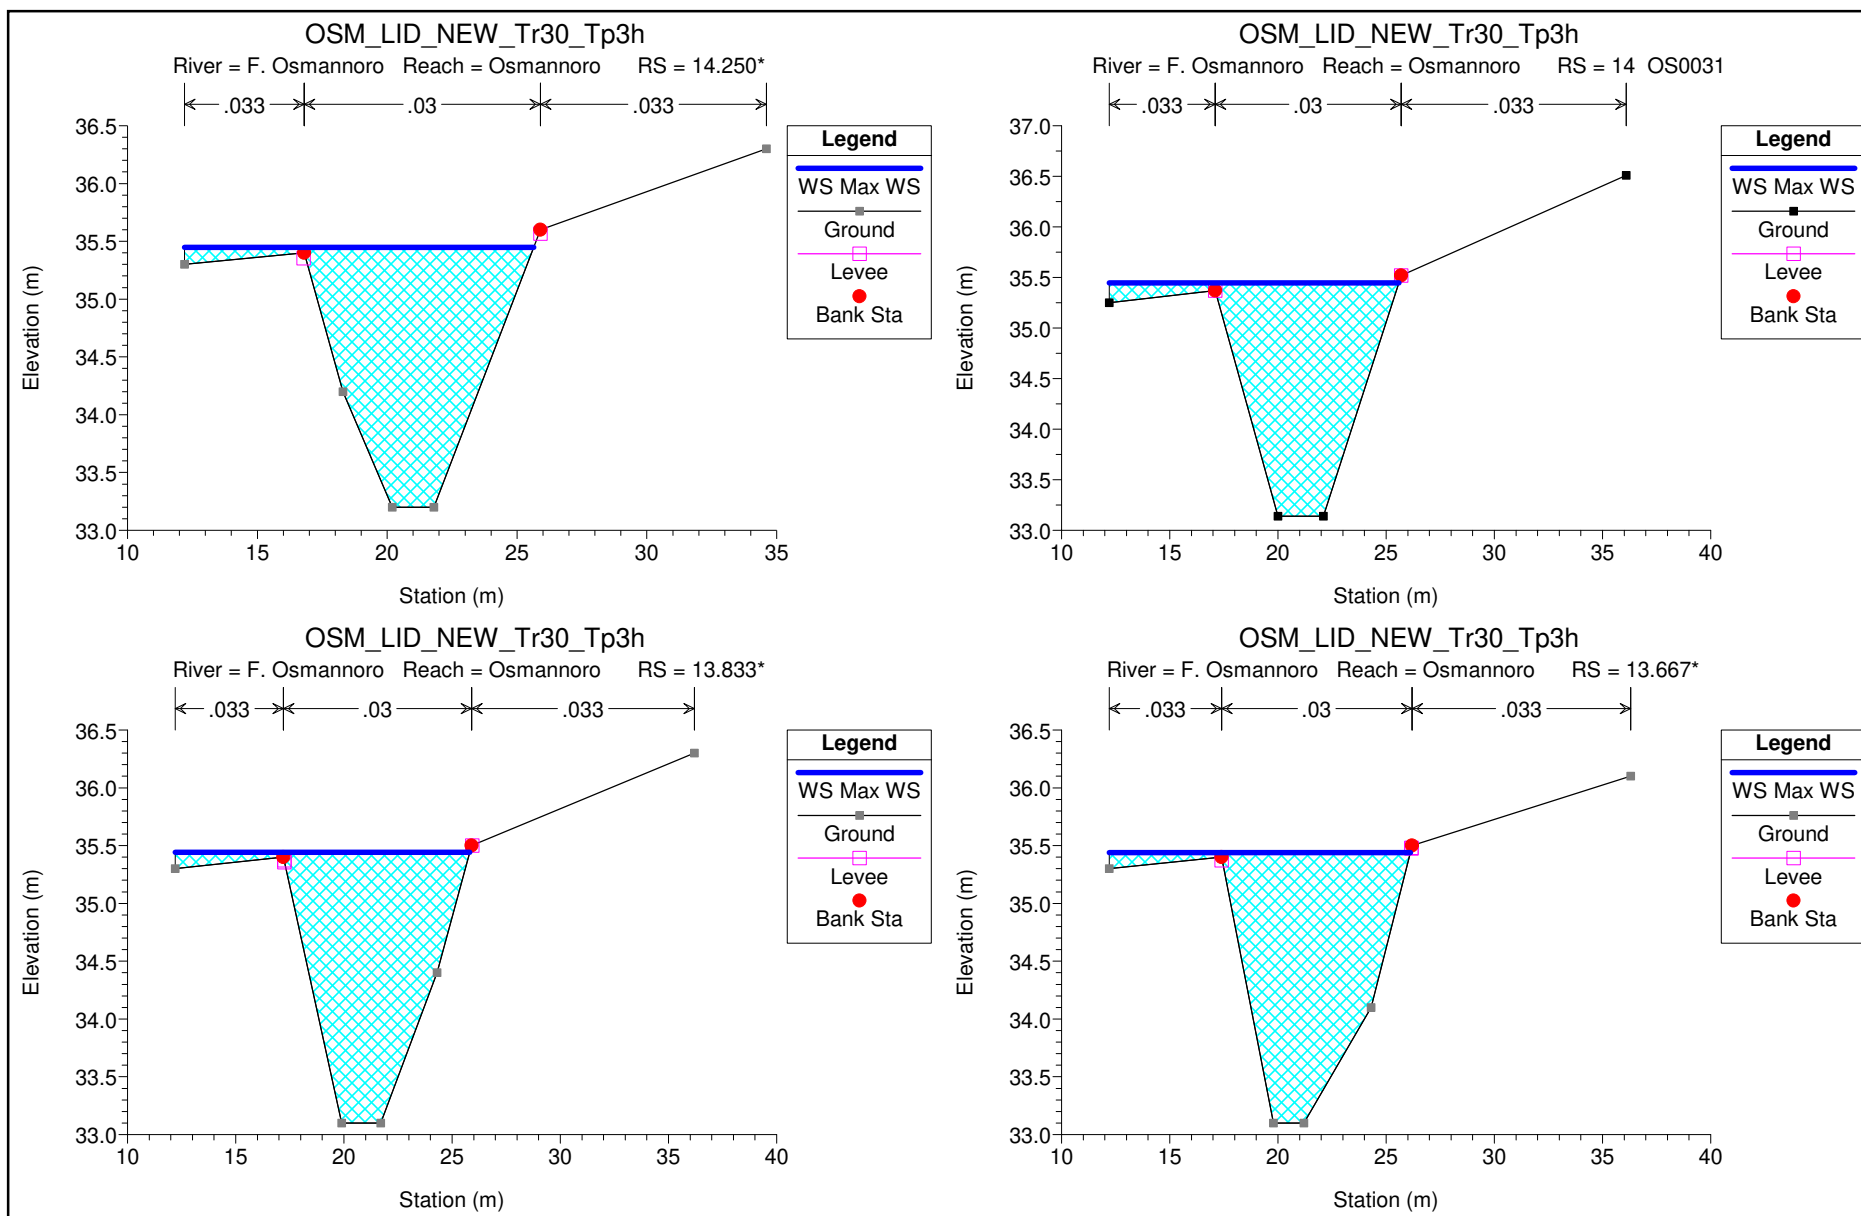 OSM_LID_NEW_Tr30_Tp3h
River = F. Osmannoro Reach = Osmannoro RS = 14.250*
.033 .03 .033
36.5
36.0
35.5
35.0
34.5
34.0
33.5
33.0
10 15 20 25 30 35
Station (m)
Elevation (m)
Legend
WS Max WS
Ground
Levee
Bank Sta
OSM_LID_NEW_Tr30_Tp3h
River = F. Osmannoro Reach = Osmannoro RS = 14 OS0031
.033 .03 .033
37.0
36.5
36.0
35.5
35.0
34.5
34.0
33.5
33.0
10 15 20 25 30 35 40
Station (m)
Elevation (m)
Legend
WS Max WS
Ground
Levee
Bank Sta
OSM_LID_NEW_Tr30_Tp3h
River = F. Osmannoro Reach = Osmannoro RS = 13.833*
.033 .03 .033
36.5
36.0
35.5
35.0
34.5
34.0
33.5
33.0
10 15 20 25 30 35 40
Station (m)
Elevation (m)
Legend
WS Max WS
Ground
Levee
Bank Sta
OSM_LID_NEW_Tr30_Tp3h
River = F. Osmannoro Reach = Osmannoro RS = 13.667*
.033 .03 .033
36.5
36.0
35.5
35.0
34.5
34.0
33.5
33.0
10 15 20 25 30 35 40
Station (m)
Elevation (m)
Legend
WS Max WS
Ground
Levee
Bank Sta